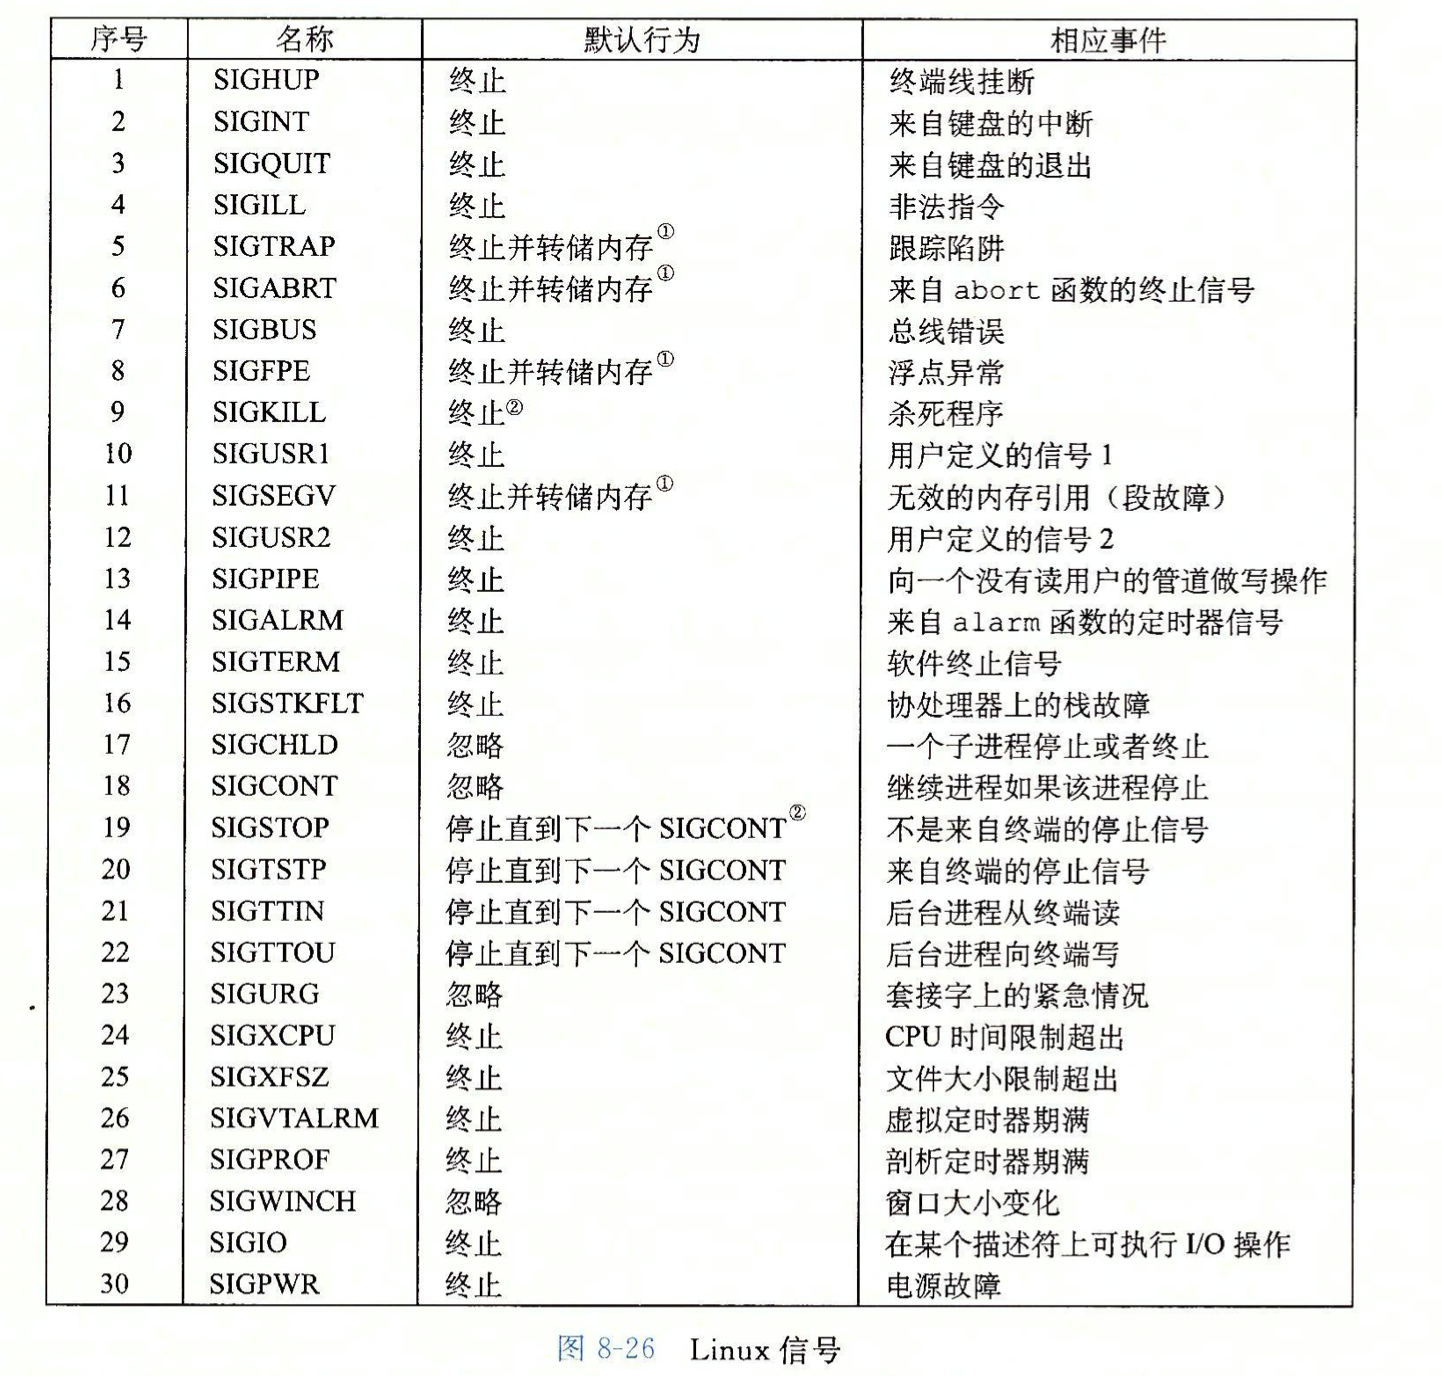 序号 名称 默认行为 相应事件
1 SIGHUP 终止 终端线挂断
2 SIGINT 终止 来自键盘的中断
3 SIGQUIT 终止 来自键盘的退出
4 SIGILL 终止 非法指令
5 SIGTRAP 终止并转储内存① 跟踪陷阱
6 SIGABRT 终止并转储内存① 来自 abort 函数的终止信号
7 SIGBUS 终止 总线错误
8 SIGFPE 终止并转储内存① 浮点异常
9 SIGKILL 终止② 杀死程序
10 SIGUSR1 终止 用户定义的信号 1
11 SIGSEGV 终止并转储内存① 无效的内存引用（段故障）
12 SIGUSR2 终止 用户定义的信号 2
13 SIGPIPE 终止 向一个没有读用户的管道做写操作
14 SIGALRM 终止 来自 alarm 函数的定时器信号
15 SIGTERM 终止 软件终止信号
16 SIGSTKFLT 终止 协处理器上的栈故障
17 SIGCHLD 忽略 一个子进程停止或者终止
18 SIGCONT 忽略 继续进程如果该进程停止
19 SIGSTOP 停止直到下一个 SIGCONT② 不是来自终端的停止信号
20 SIGTSTP 停止直到下一个 SIGCONT 来自终端的停止信号
21 SIGTTIN 停止直到下一个 SIGCONT 后台进程从终端读
22 SIGTTOU 停止直到下一个 SIGCONT 后台进程向终端写
23 SIGURG 忽略 套接字上的紧急情况
24 SIGXCPU 终止 CPU 时间限制超出
25 SIGXFSZ 终止 文件大小限制超出
26 SIGVTALRM 终止 虚拟定时器期满
27 SIGPROF 终止 剖析定时器期满
28 SIGWINCH 忽略 窗口大小变化
29 SIGIO 终止 在某个描述符上可执行 I/O 操作
30 SIGPWR 终止 电源故障
图 8-26 Linux 信号